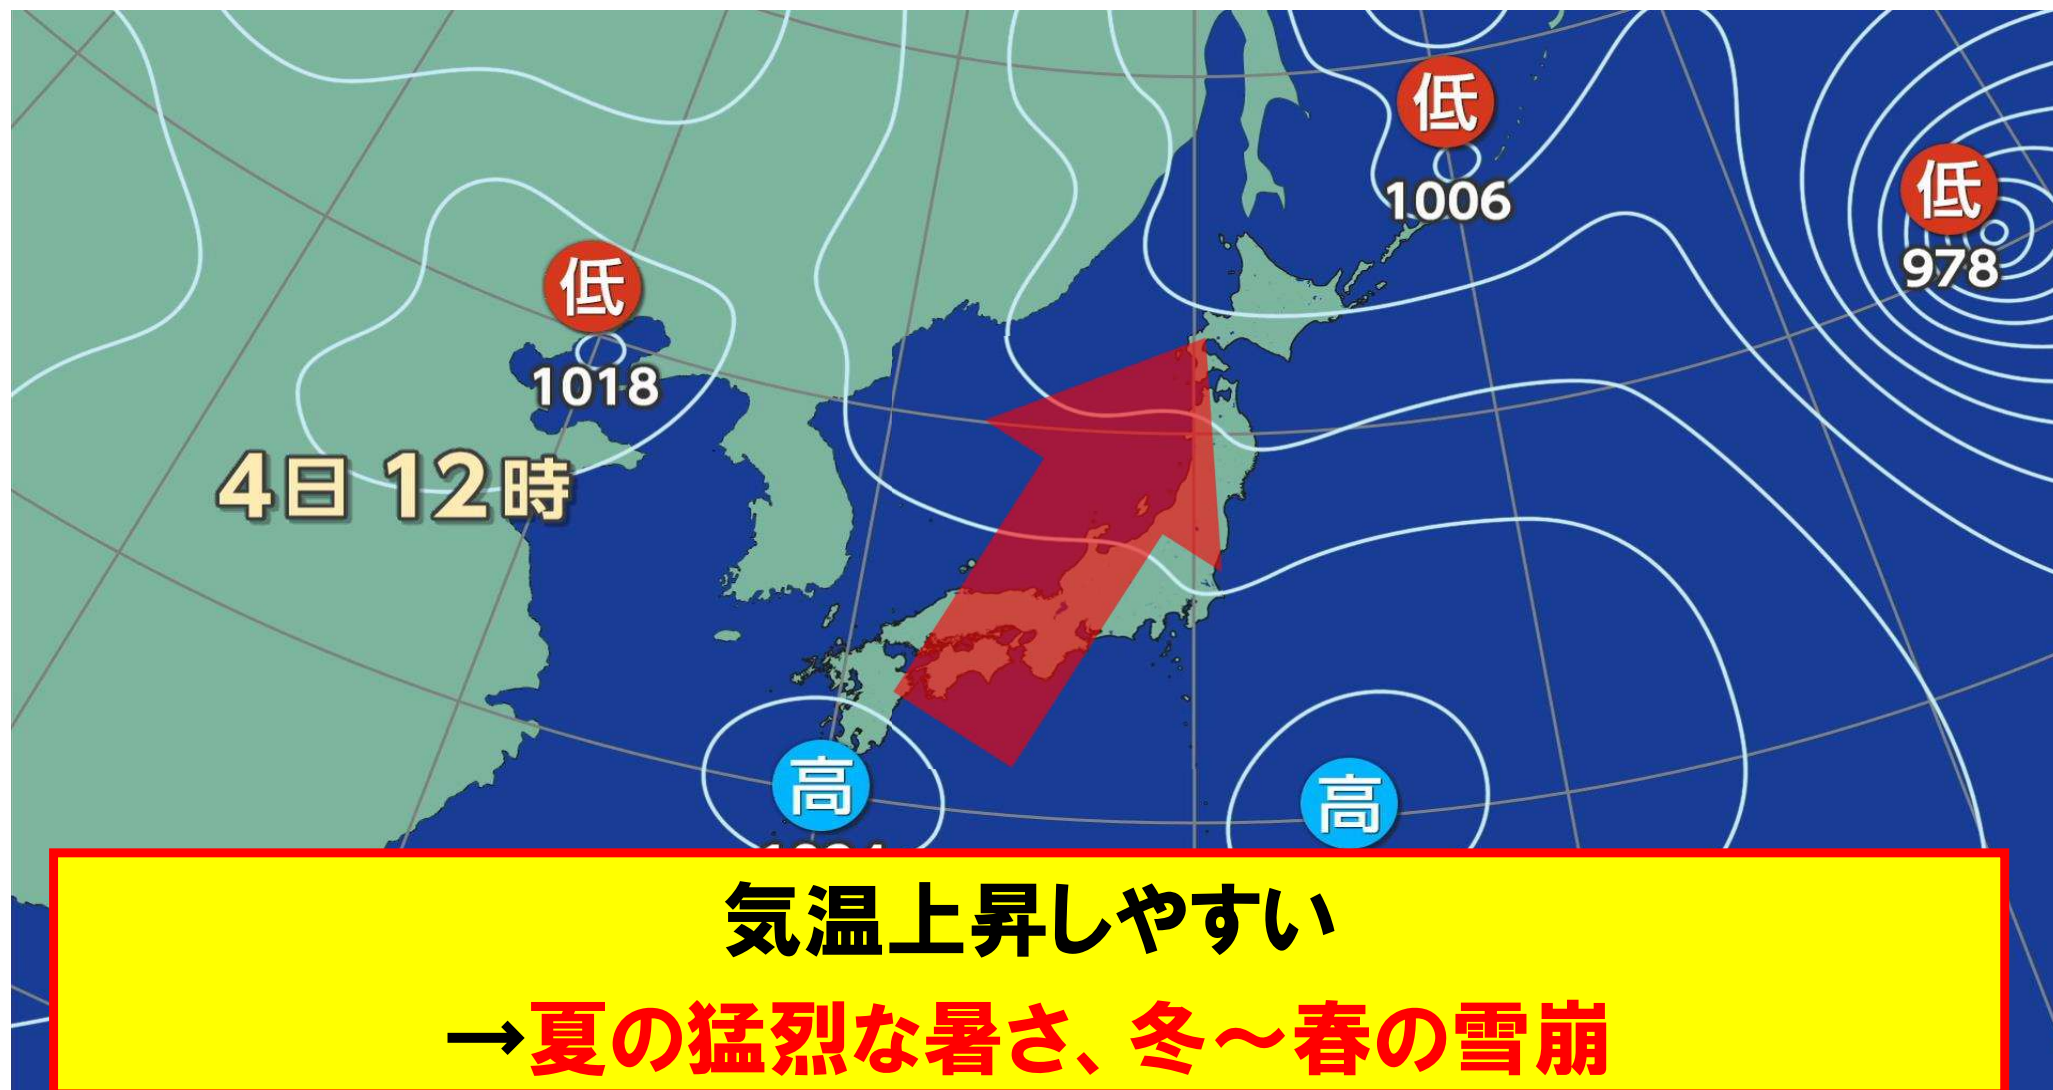 低
1006
低
978
低
1018
4日 12時
高
高
気温上昇しやすい
→夏の猛烈な暑さ、冬～春の雪崩